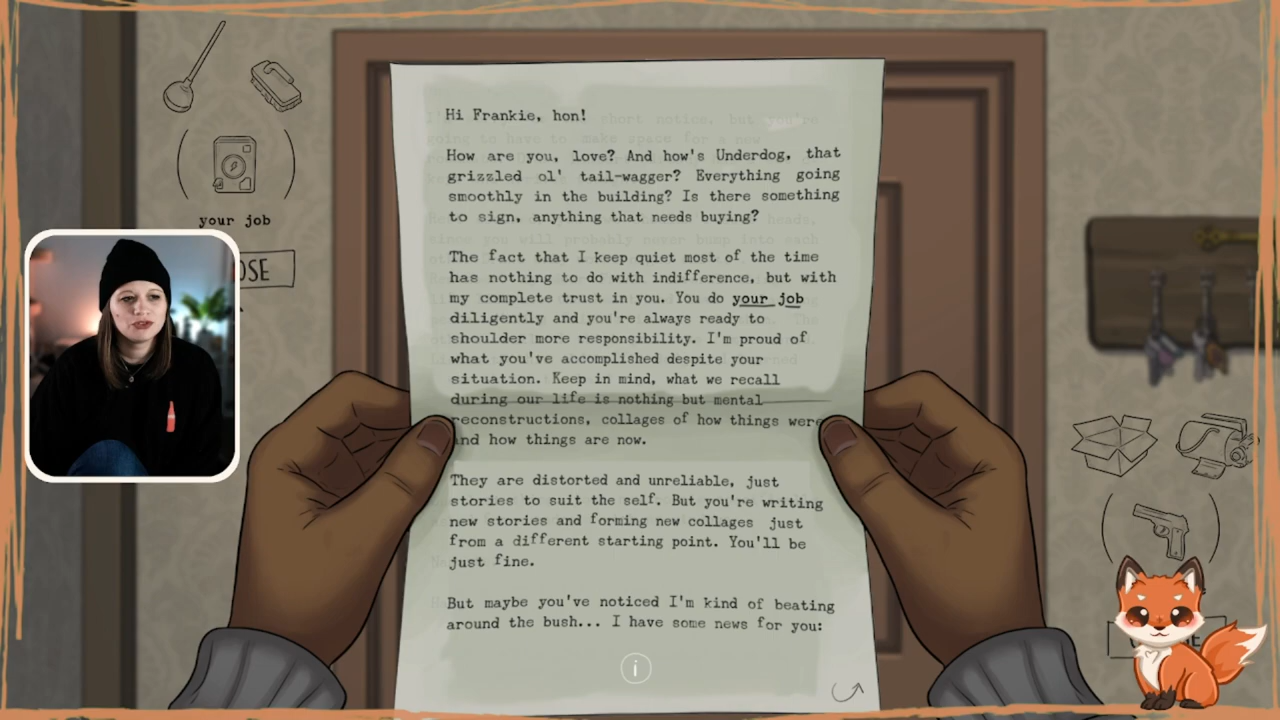 Hi Frankie, hon!
How are you, love? And how's Underdog, that
grizzled ol' tail-wagger? Everything going
smoothly in the building? Is there something
to sign, anything that needs buying?
The fact that I keep quiet most of the time
has nothing to do with indifference, but with
my complete trust in you. You do your job
diligently and you're always ready to
shoulder more responsibility. I'm proud of
what you've accomplished despite your
situation. Keep in mind, what we recall
during our life is nothing but mental
reconstructions, collages of how things were
and how things are now.
They are distorted and unreliable, just
stories to suit the self. But you're writing
new stories and forming new collages just
from a different starting point. You'll be
just fine.
But maybe you've noticed I'm kind of beating
around the bush... I have some news for you:
i
your job